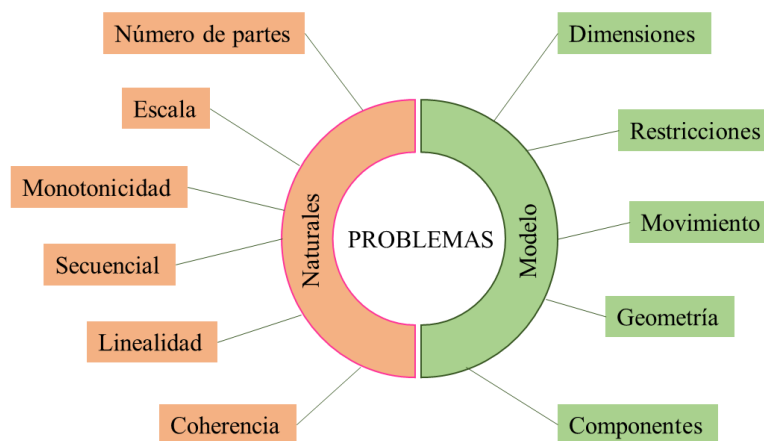 Número de partes
Escala
Monotonicidad
Secuencial
Linealidad
Coherencia
Naturales
PROBLEMAS
Modelo
Dimensiones
Restricciones
Movimiento
Geometría
Componentes